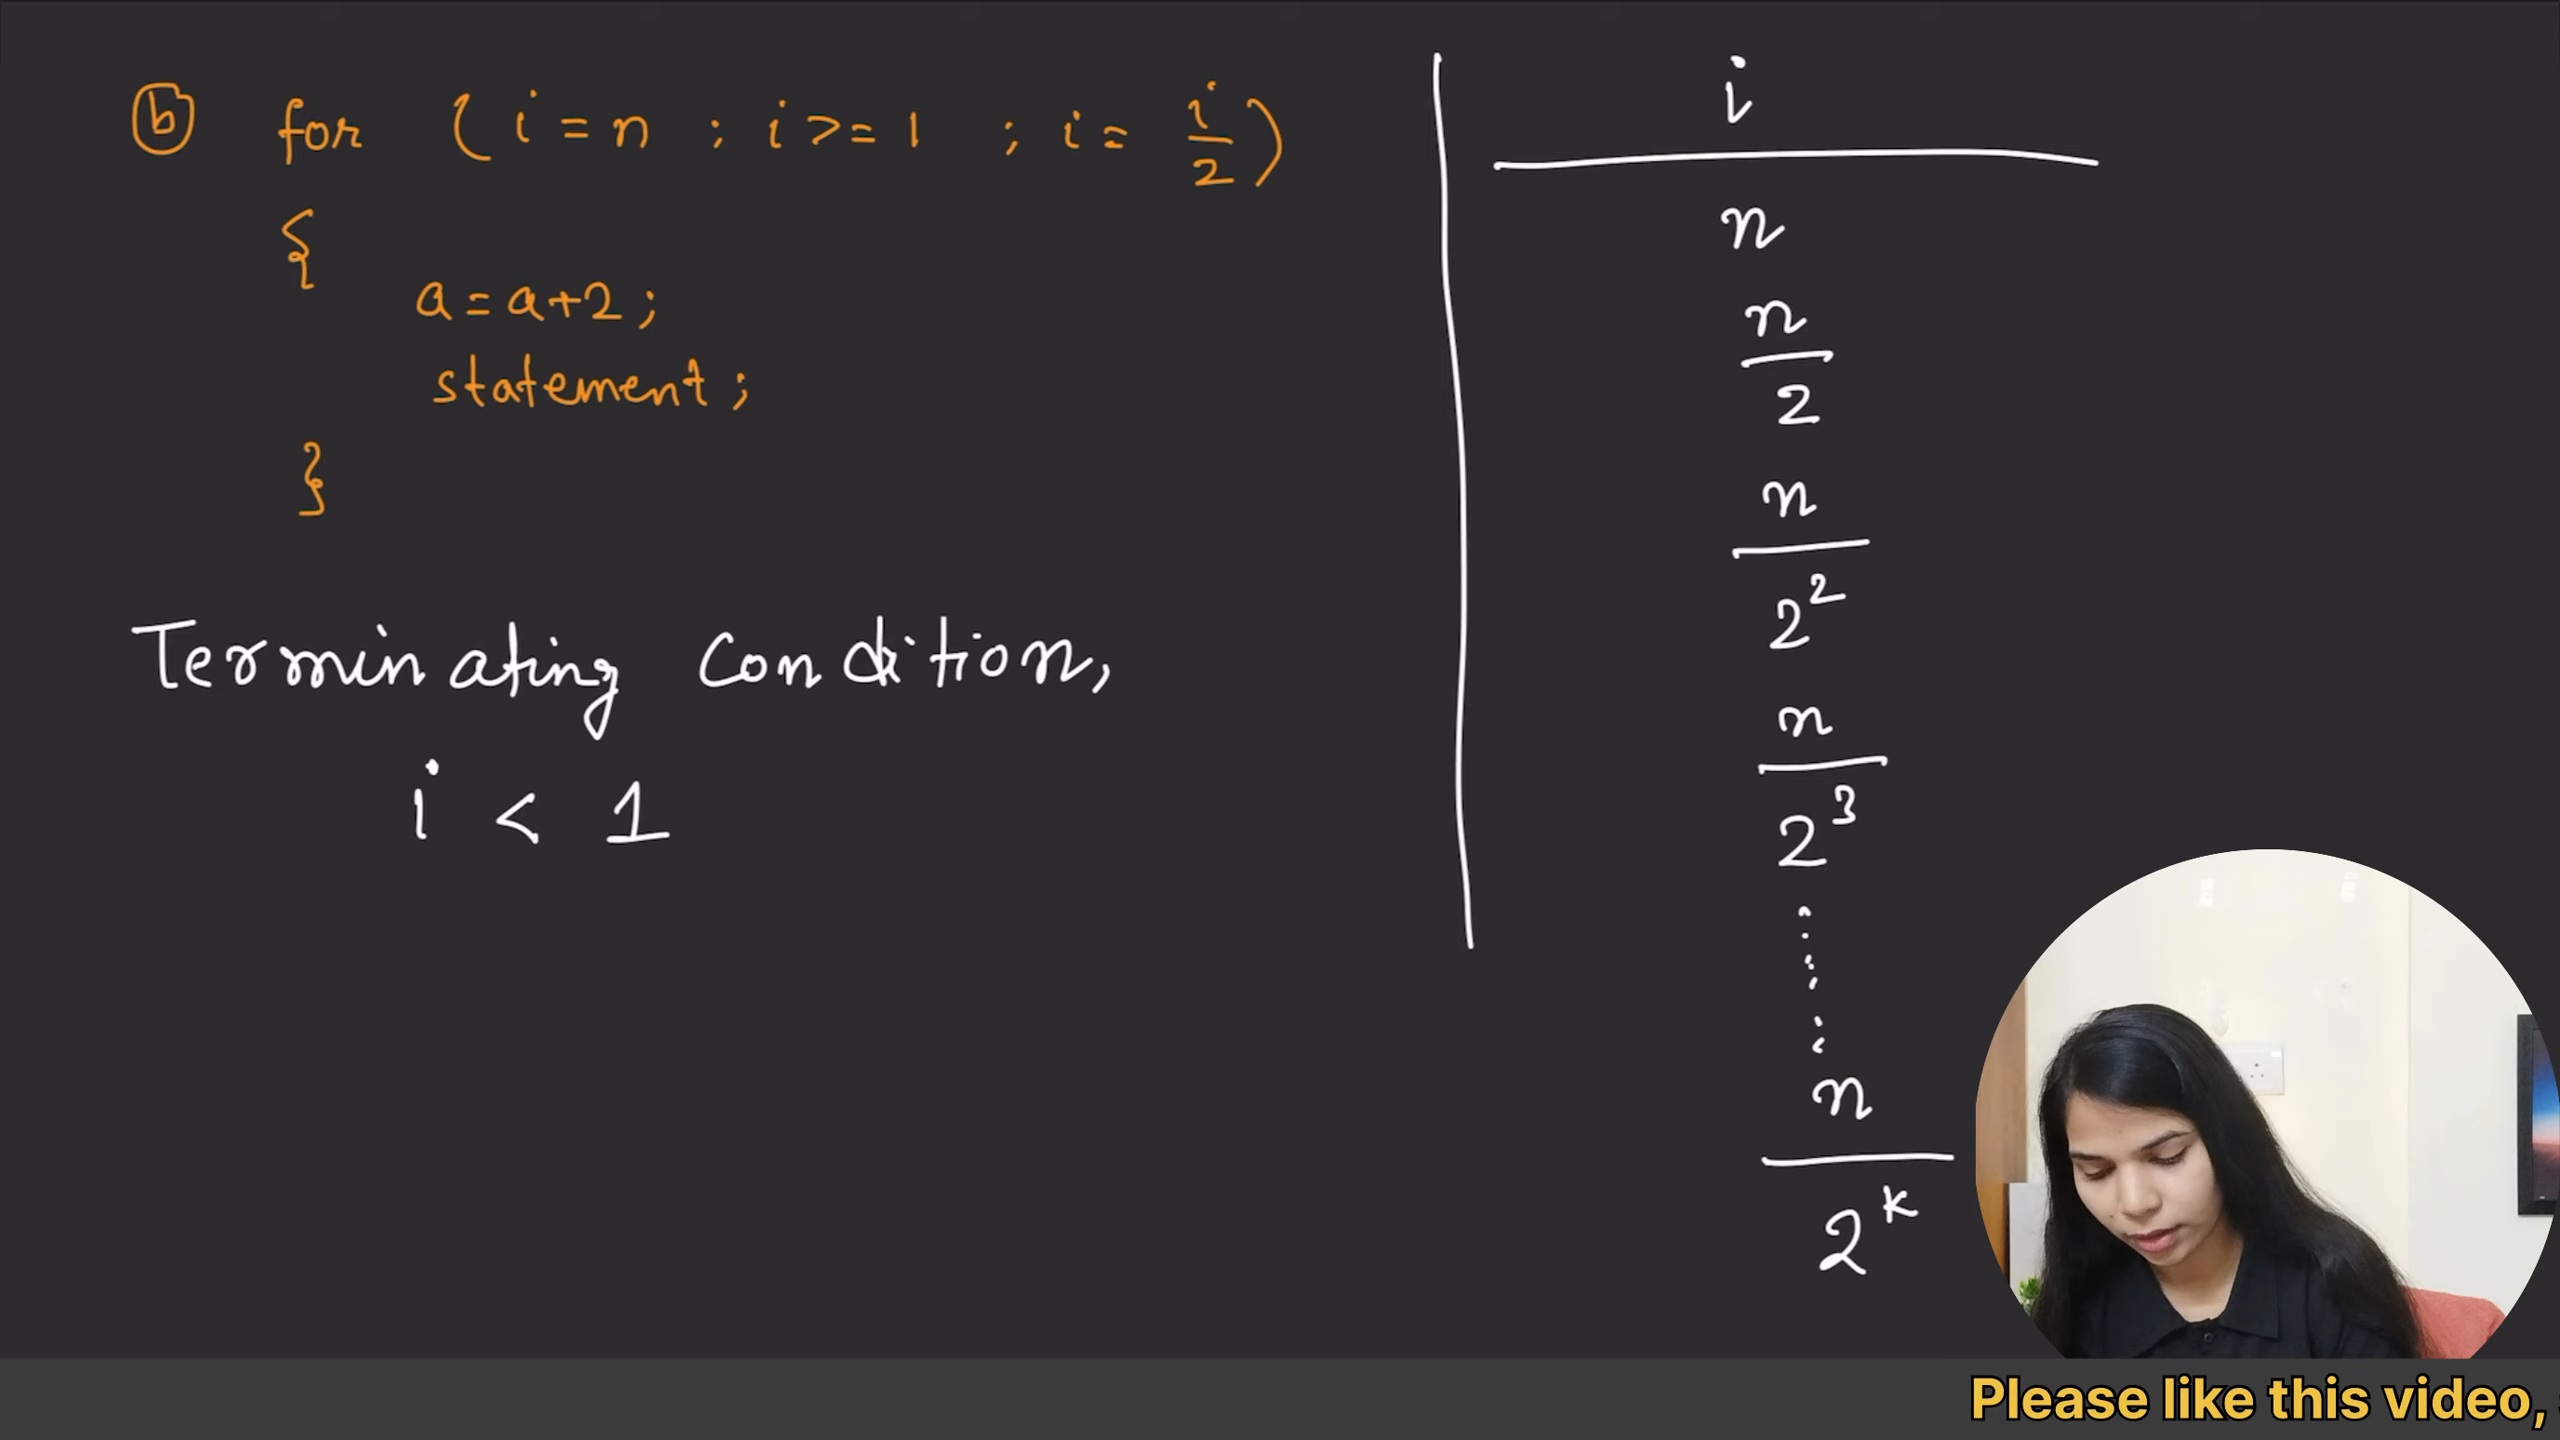 b for ( i = n ; i >= 1 ; i = i/2 )
{
a = a+2 ;
statement ;
}
Terminating Condition,
i < 1
i
n
n/2
n/2^2
n/2^3
n/2^k
Please like this video,